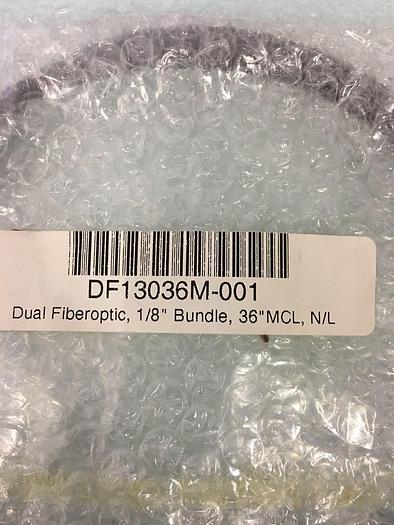 DF13036M-001
Dual Fiberoptic, 1/8" Bundle, 36"MCL, N/L